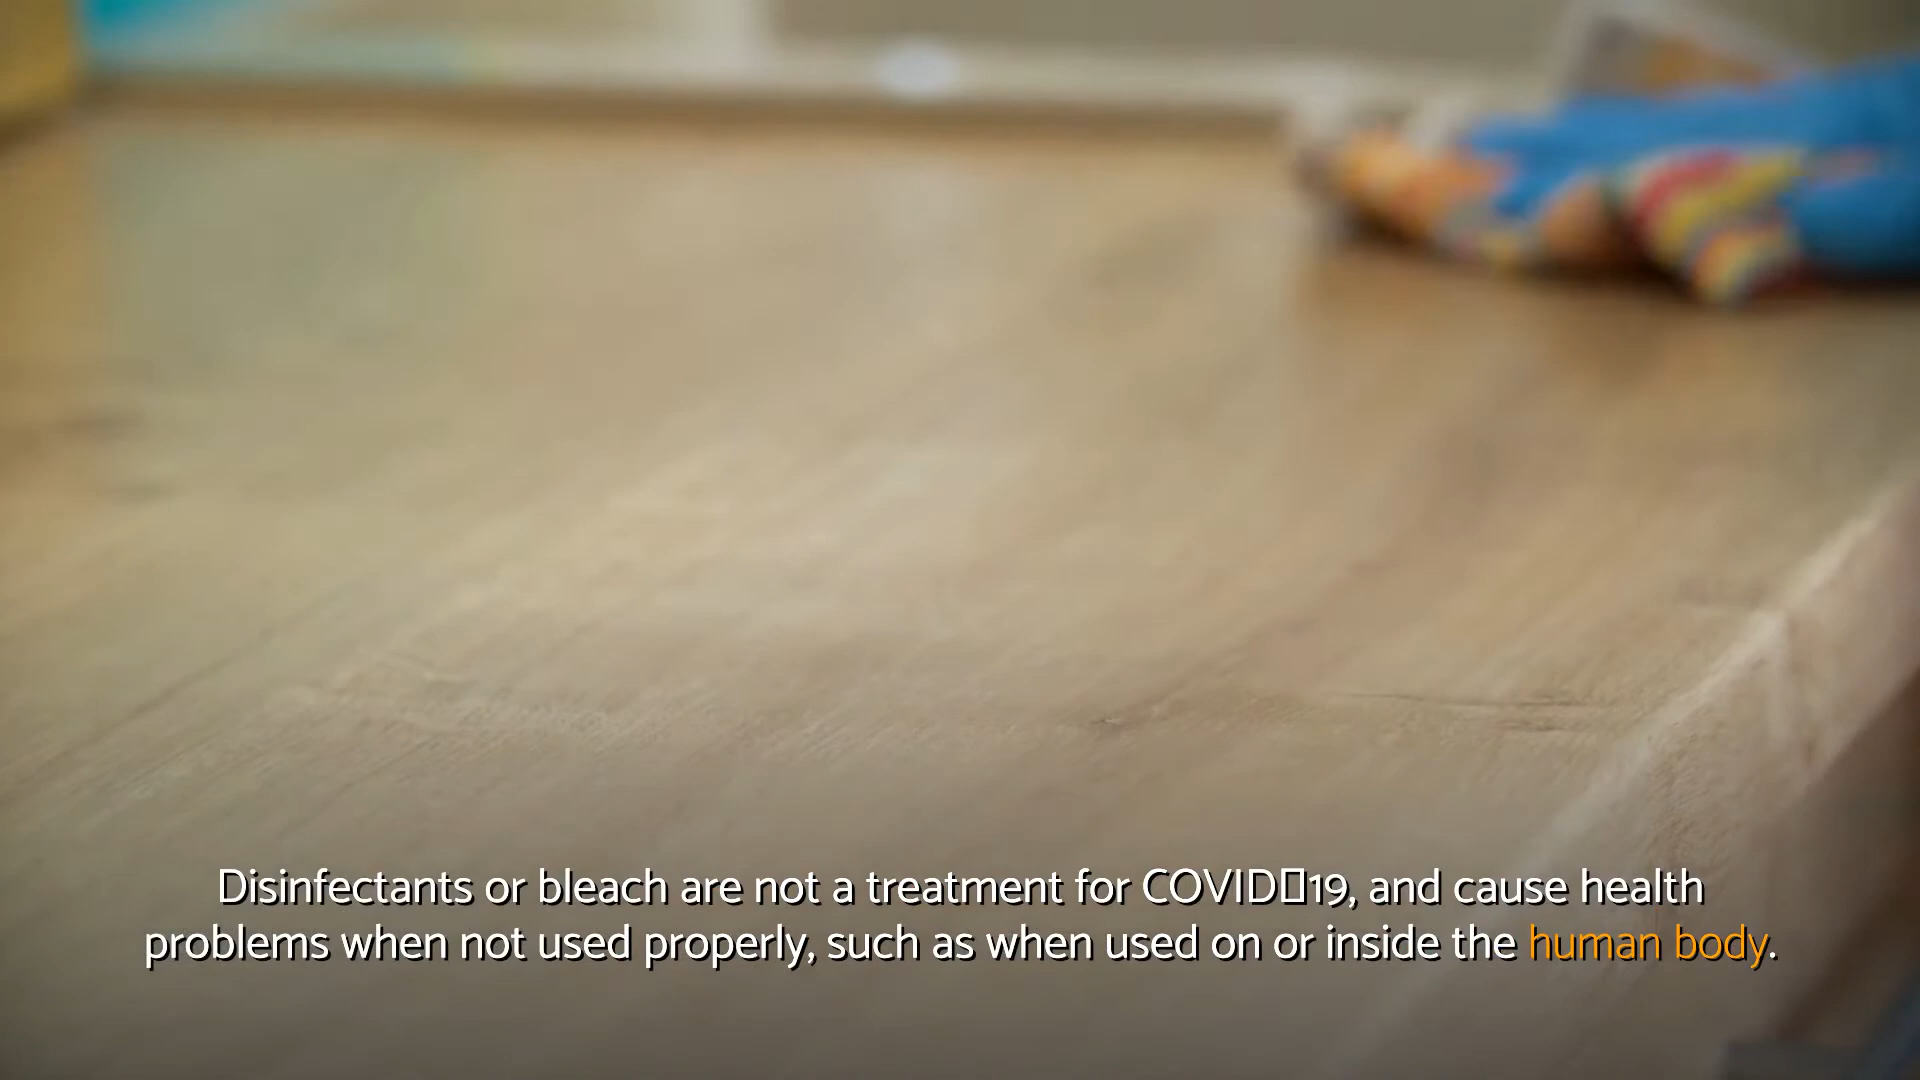 Disinfectants or bleach are not a treatment for COVID▯19, and cause health
problems when not used properly, such as when used on or inside the human body.